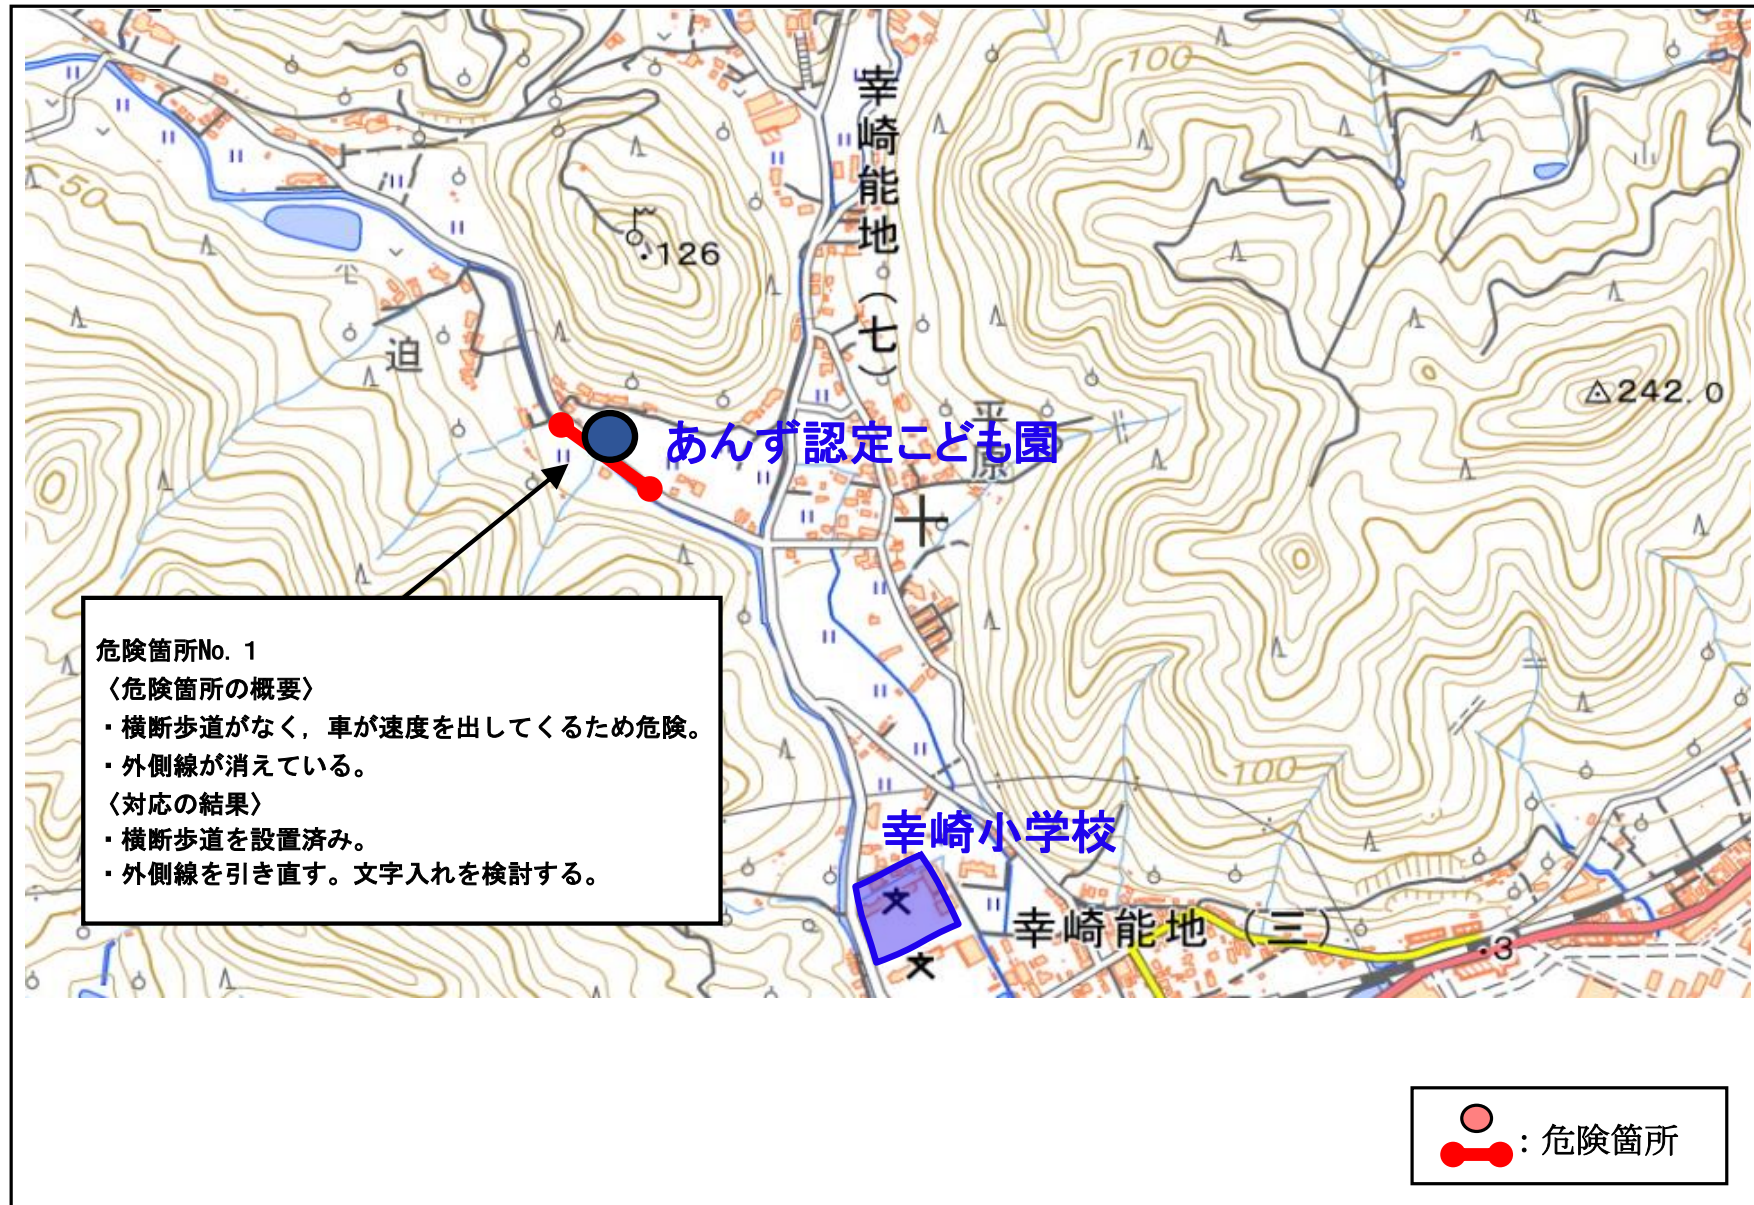 幸崎能地（七）
100
50
126
迫
242.0
平原
あんず認定こども園
危険箇所No. 1
〈危険箇所の概要〉
・横断歩道がなく，車が速度を出してくるため危険。
・外側線が消えている。
〈対応の結果〉
・横断歩道を設置済み。
・外側線を引き直す。文字入れを検討する。
100
幸崎小学校
文
文
幸崎能地（三）
3
：危険箇所